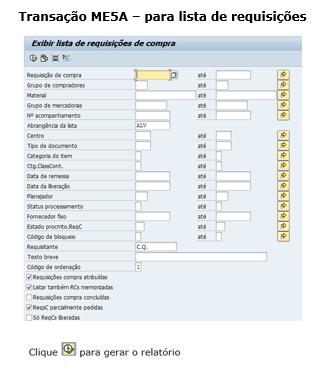 Transação ME5A – para lista de requisições
Exibir lista de requisições de compra
Requisição de compra até
Grupo de compradores até
Material até
Grupo de mercadorias até
Nº acompanhamento até
Abrangência da lista ALV
Centro até
Tipo de documento até
Categoria do item até
Ctg.ClassCont. até
Data de remessa até
Data da liberação até
Planejador até
Status processamento até
Fornecedor fixo até
Estado procmto.ReqC até
Código de bloqueio até
Requisitante C.Q.
Texto breve
Código de ordenação 1
Requisições compra atribuídas
Listar também RCs memorizadas
Requisições compra concluídas
ReqsC parcialmente pedidas
Só ReqCs liberadas
Clique para gerar o relatório